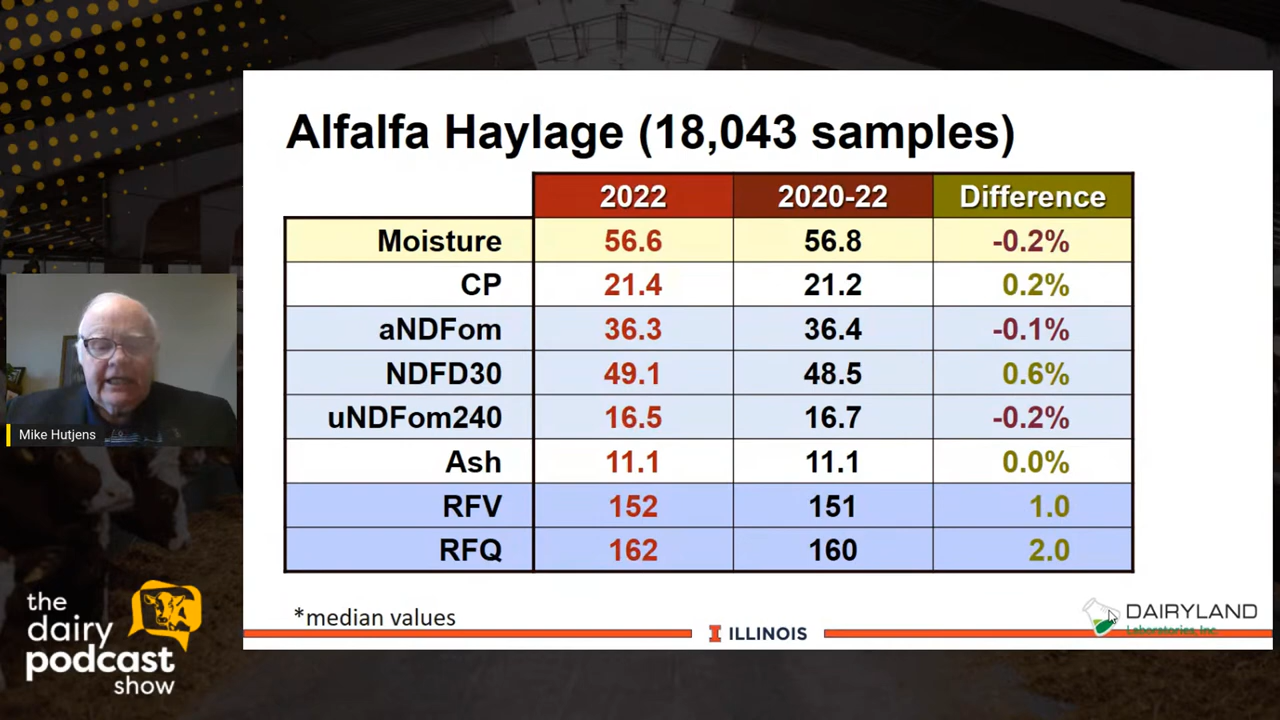 Alfalfa Haylage (18,043 samples)
2022 2020-22 Difference
Moisture 56.6 56.8 -0.2%
CP 21.4 21.2 0.2%
aNDFom 36.3 36.4 -0.1%
NDFD30 49.1 48.5 0.6%
uNDFom240 16.5 16.7 -0.2%
Ash 11.1 11.1 0.0%
RFV 152 151 1.0
RFQ 162 160 2.0
*median values
I ILLINOIS
DAIRYLAND
Laboratories, Inc.
Mike Hutjens
the
dairy
podcast
show